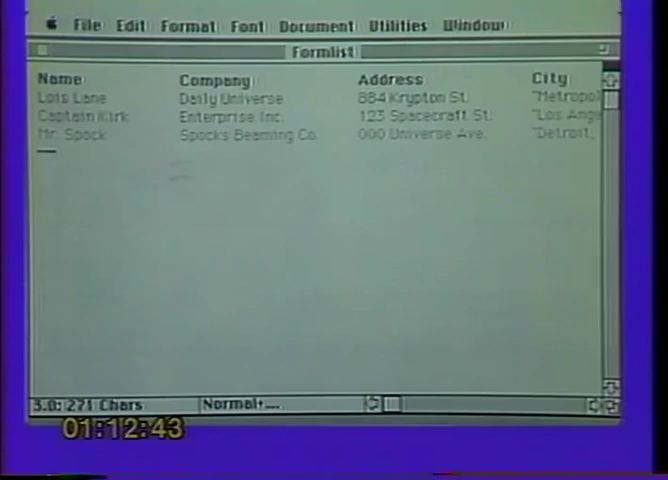 File Edit Format Font Document Utilities Window
Formlist
Name Company Address City
Lois Lane Daily Universe 884 Krypton St. "Metropol
Captain Kirk Enterprise Inc. 123 Spacecraft St. "Los Ange
Mr. Spock Spocks Beaming Co. 000 Universe Ave. "Detroit,
3.0: 271 Chars Normal+...
01:12:43